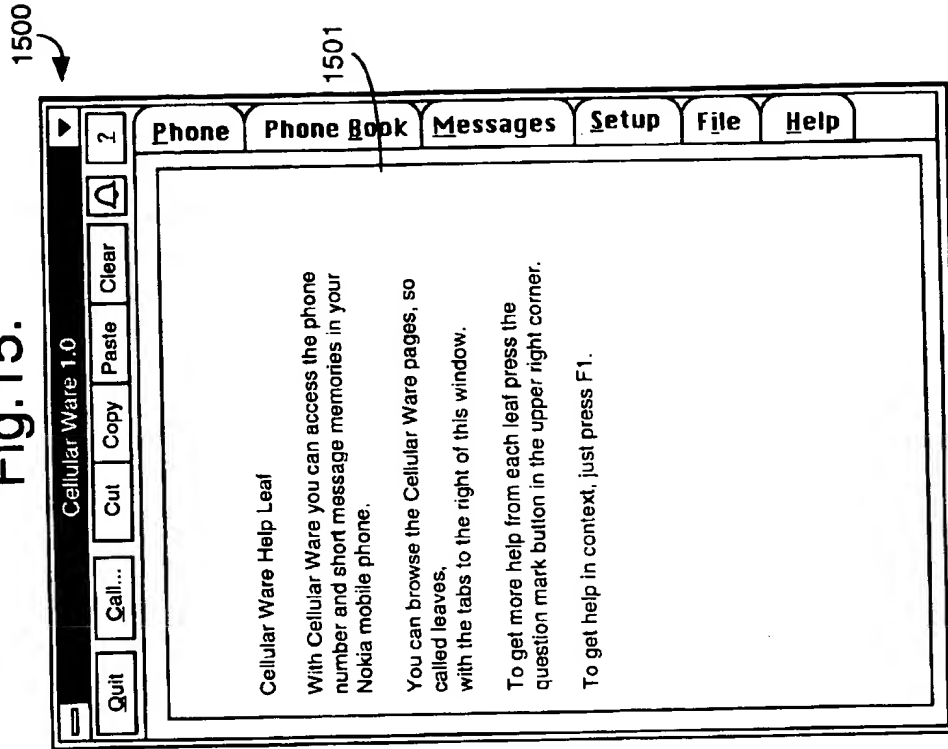 Fig.15.
1500
Cellular Ware 1.0
Quit Call... Cut Copy Paste Clear ?
Phone
Phone Book
Messages
Setup
File
Help
1501
Cellular Ware Help Leaf
With Cellular Ware you can access the phone
number and short message memories in your
Nokia mobile phone.
You can browse the Cellular Ware pages, so
called leaves,
with the tabs to the right of this window.
To get more help from each leaf press the
question mark button in the upper right corner.
To get help in context, just press F1.